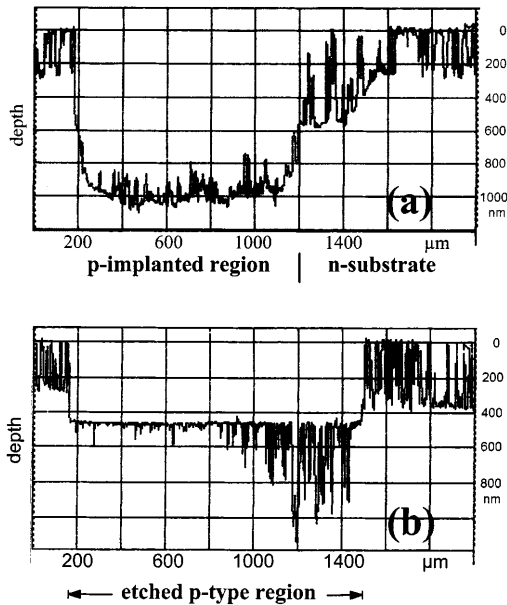 0
200
400
600
800
1000
nm
depth
(a)
200 600 1000 1400 µm
p-implanted region | n-substrate
0
200
400
600
800
nm
depth
(b)
200 600 1000 1400 µm
etched p-type region